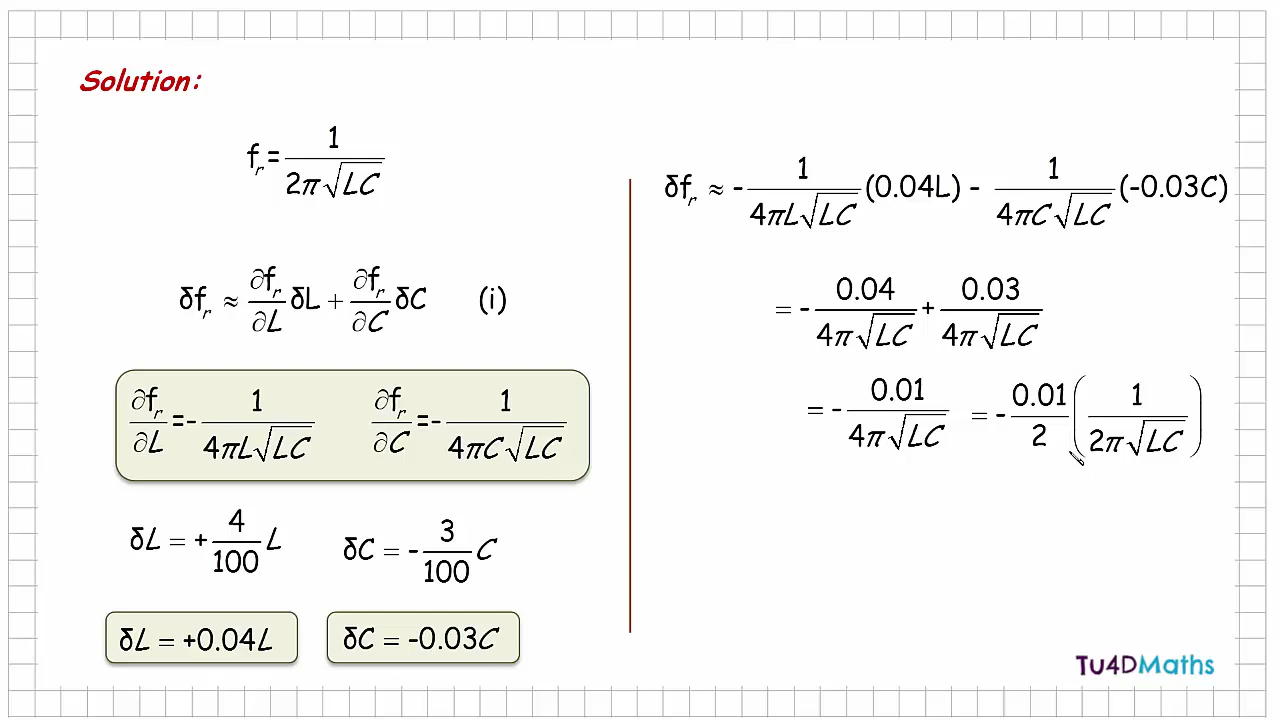 Solution:
f_r = 1 / (2π√LC)
δf_r ≈ ∂f_r/∂L δL + ∂f_r/∂C δC (i)
∂f_r/∂L = - 1 / (4πL√LC) ∂f_r/∂C = - 1 / (4πC√LC)
δL = + 4/100 L δC = - 3/100 C
δL = +0.04L δC = -0.03C
δf_r ≈ - 1 / (4πL√LC) (0.04L) - 1 / (4πC√LC) (-0.03C)
= - 0.04 / (4π√LC) + 0.03 / (4π√LC)
= - 0.01 / (4π√LC) = - 0.01/2 ( 1 / (2π√LC) )
Tu4DMaths